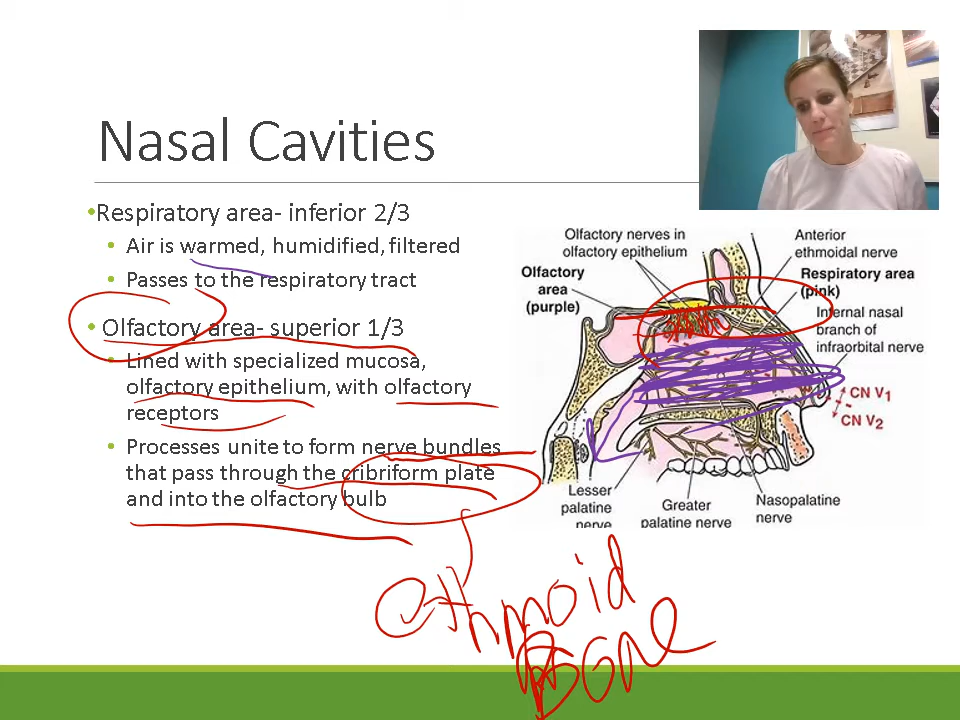 Nasal Cavities
•Respiratory area- inferior 2/3
• Air is warmed, humidified, filtered
• Passes to the respiratory tract
• Olfactory area- superior 1/3
• Lined with specialized mucosa,
olfactory epithelium, with olfactory
receptors
• Processes unite to form nerve bundles
that pass through the cribriform plate
and into the olfactory bulb
Olfactory nerves in
olfactory epithelium
Anterior
ethmoidal nerve
Olfactory
area
(purple)
Respiratory area
(pink)
Internal nasal
branch of
infraorbital nerve
CN V1
CN V2
Lesser
palatine
nerve
Greater
palatine nerve
Nasopalatine
nerve
ethmoid
Bone